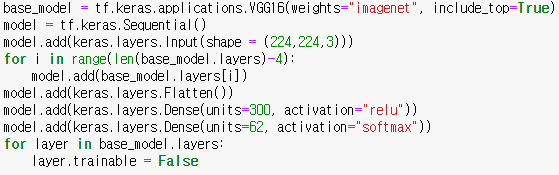 base_model = tf.keras.applications.VGG16(weights="imagenet", include_top=True)
model = tf.keras.Sequential()
model.add(keras.layers.Input(shape = (224,224,3)))
for i in range(len(base_model.layers)-4):
    model.add(base_model.layers[i])
model.add(keras.layers.Flatten())
model.add(keras.layers.Dense(units=300, activation="relu"))
model.add(keras.layers.Dense(units=62, activation="softmax"))
for layer in base_model.layers:
    layer.trainable = False